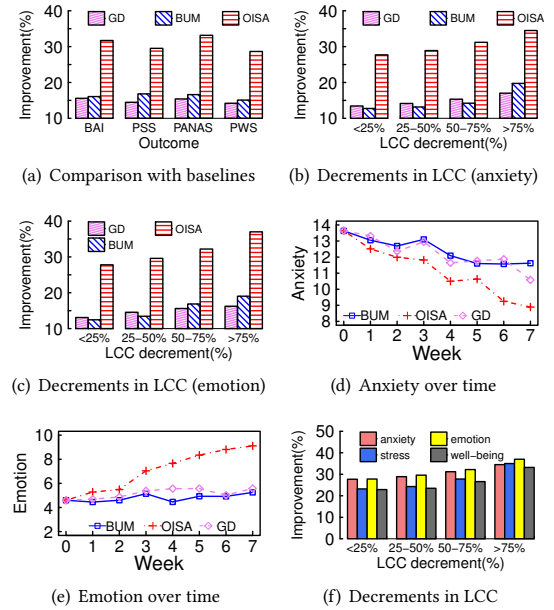 GD BUM OISA
Improvement(%)
40
30
20
10
BAI PSS PANAS PWS
Outcome
(a) Comparison with baselines
GD BUM OISA
Improvement(%)
40
30
20
10
<25% 25−50% 50-75% >75%
LCC decrement(%)
(b) Decrements in LCC (anxiety)
GD OISA
BUM
Improvement(%)
40
30
20
10
<25% 25−50% 50-75% >75%
LCC decrement(%)
(c) Decrements in LCC (emotion)
Anxiety
14
13
12
11
10
9
8
BUM OISA GD
0 1 2 3 4 5 6 7
Week
(d) Anxiety over time
Emotion
10
8
6
4
2
BUM OISA GD
0 1 2 3 4 5 6 7
Week
(e) Emotion over time
anxiety emotion
stress well-being
Improvement(%)
50
40
30
20
10
0
<25% 25−50% 50-75% >75%
LCC decrement(%)
(f) Decrements in LCC